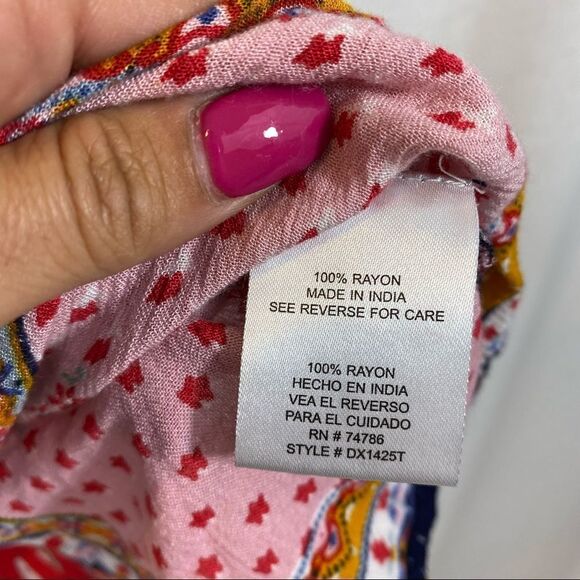 100% RAYON
MADE IN INDIA
SEE REVERSE FOR CARE
100% RAYON
HECHO EN INDIA
VEA EL REVERSO
PARA EL CUIDADO
RN # 74786
STYLE # DX1425T